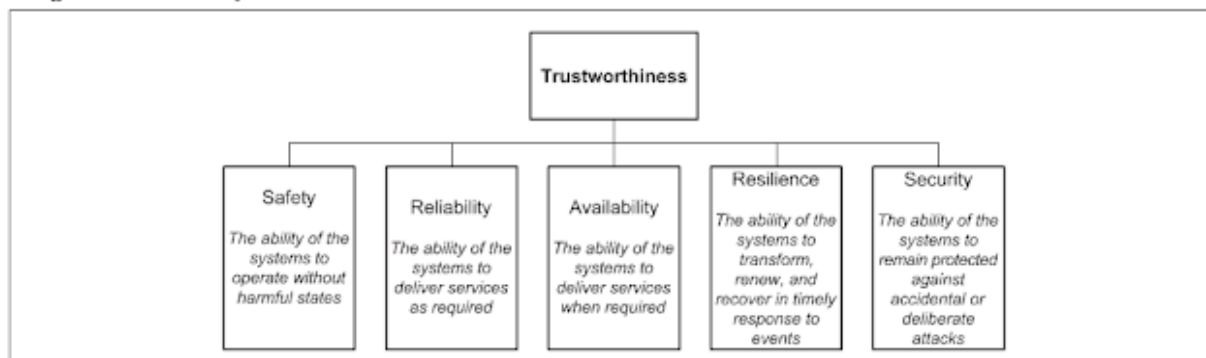 Trustworthiness
Safety
The ability of the
systems to
operate without
harmful states
Reliability
The ability of the
systems to
deliver services
as required
Availability
The ability of the
systems to
deliver services
when required
Resilience
The ability of the
systems to
transform,
renew, and
recover in timely
response to
events
Security
The ability of the
systems to
remain protected
against
accidental or
deliberate
attacks